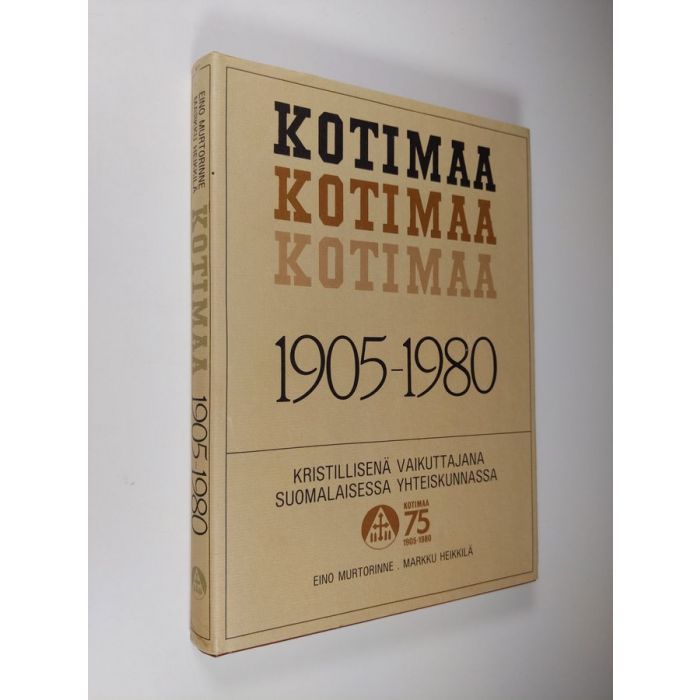 KOTIMAA
KOTIMAA
KOTIMAA
1905-1980
KRISTILLISENÄ VAIKUTTAJANA
SUOMALAISESSA YHTEISKUNNASSA
KOTIMAA
75
1905-1980
EINO MURTORINNE . MARKKU HEIKKILÄ
EINO MURTORINNE
MARKKU HEIKKILÄ
KOTIMAA 1905-1980